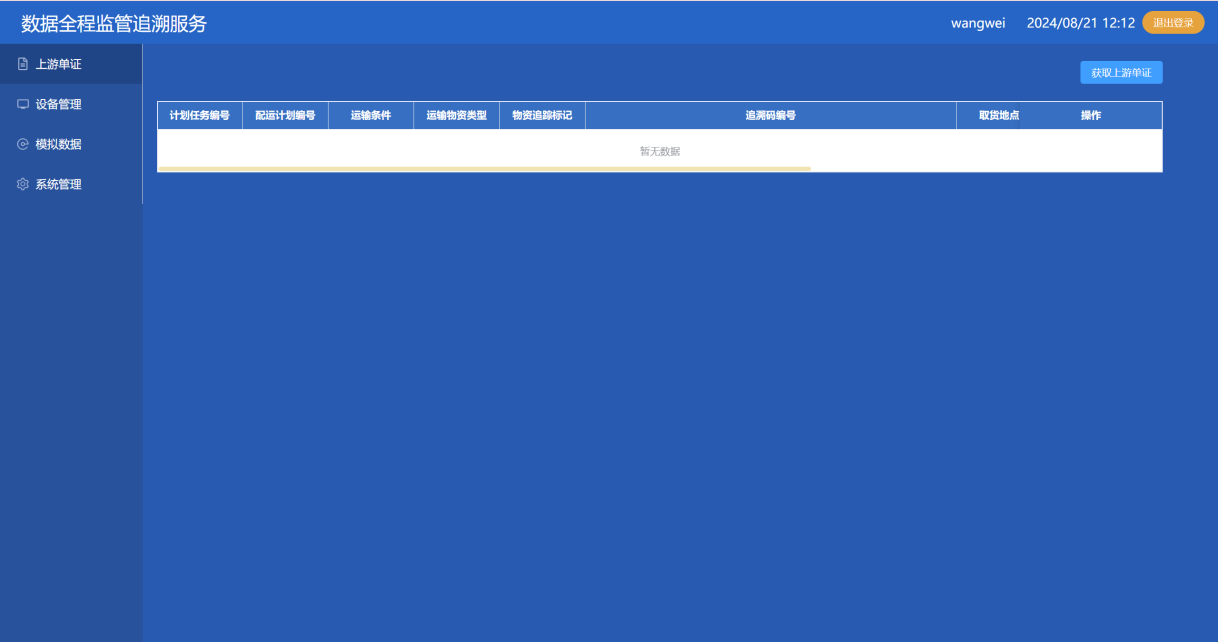 数据全程监管追溯服务
wangwei 2024/08/21 12:12 退出登录
上游单证
设备管理
模拟数据
系统管理
获取上游单证
计划任务编号 配运计划编号 运输条件 运输物资类型 物资追踪标记 追溯码编号 取货地点 操作
暂无数据